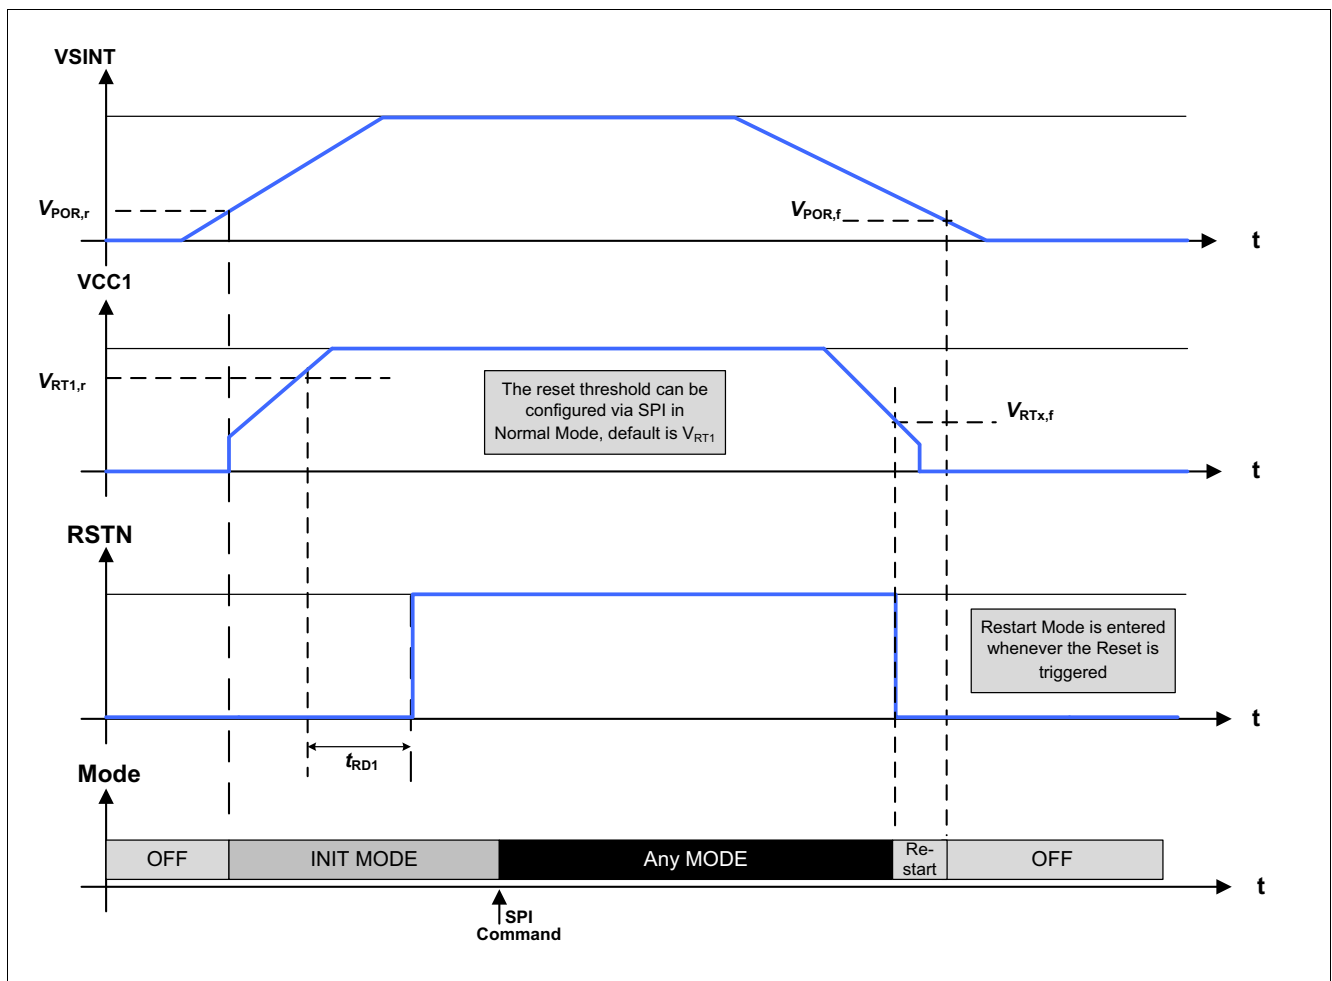 VSINT
VPOR,r
VPOR,f
t
VCC1
VRT1,r
The reset threshold can be
configured via SPI in
Normal Mode, default is VRT1
VRTx,f
t
RSTN
Restart Mode is entered
whenever the Reset is
triggered
t
tRD1
Mode
OFF
INIT MODE
Any MODE
Re-
start
OFF
t
SPI
Command